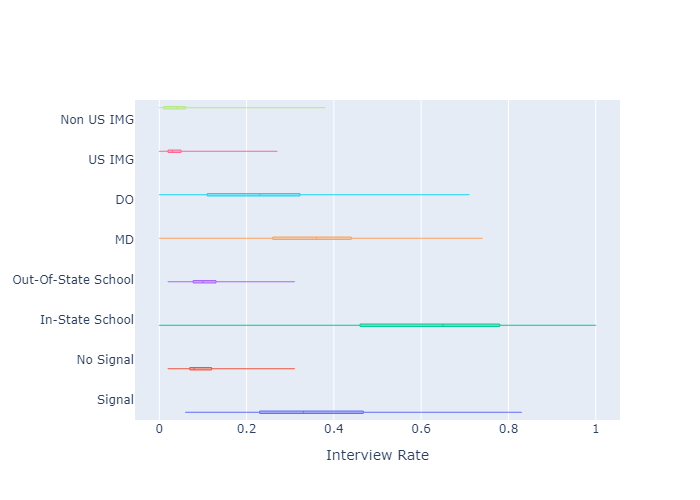 Non US IMG
US IMG
DO
MD
Out-Of-State School
In-State School
No Signal
Signal
0 0.2 0.4 0.6 0.8 1
Interview Rate